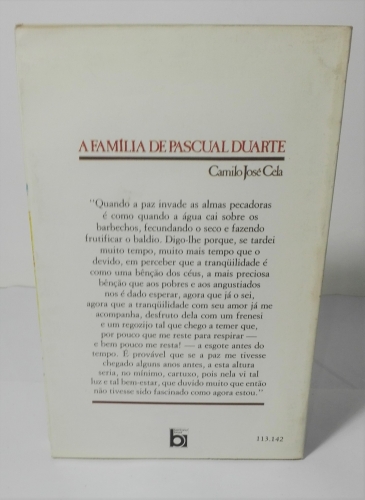 A FAMÍLIA DE PASCUAL DUARTE
Camilo José Cela
"Quando a paz invade as almas pecadoras
é como quando a água cai sobre os
barbechos, fecundando o seco e fazendo
frutificar o baldio. Digo-lhe porque, se tardei
muito tempo, muito mais tempo que o
devido, em perceber que a tranqüilidade é
como uma bênção dos céus, a mais preciosa
bênção que aos pobres e aos angustiados
nos é dado esperar, agora que já o sei,
agora que a tranqüilidade com seu amor já me
acompanha, desfruto dela com um frenesi
e um regozijo tal que chego a temer que,
por pouco que me reste para respirar —
e bem pouco me resta! — a esgote antes do
tempo. É provável que se a paz me tivesse
chegado alguns anos antes, a esta altura
seria, no mínimo, cartuxo, pois nela vi tal
luz e tal bem-estar, que duvido muito que então
não tivesse sido fascinado como agora estou."
113.142